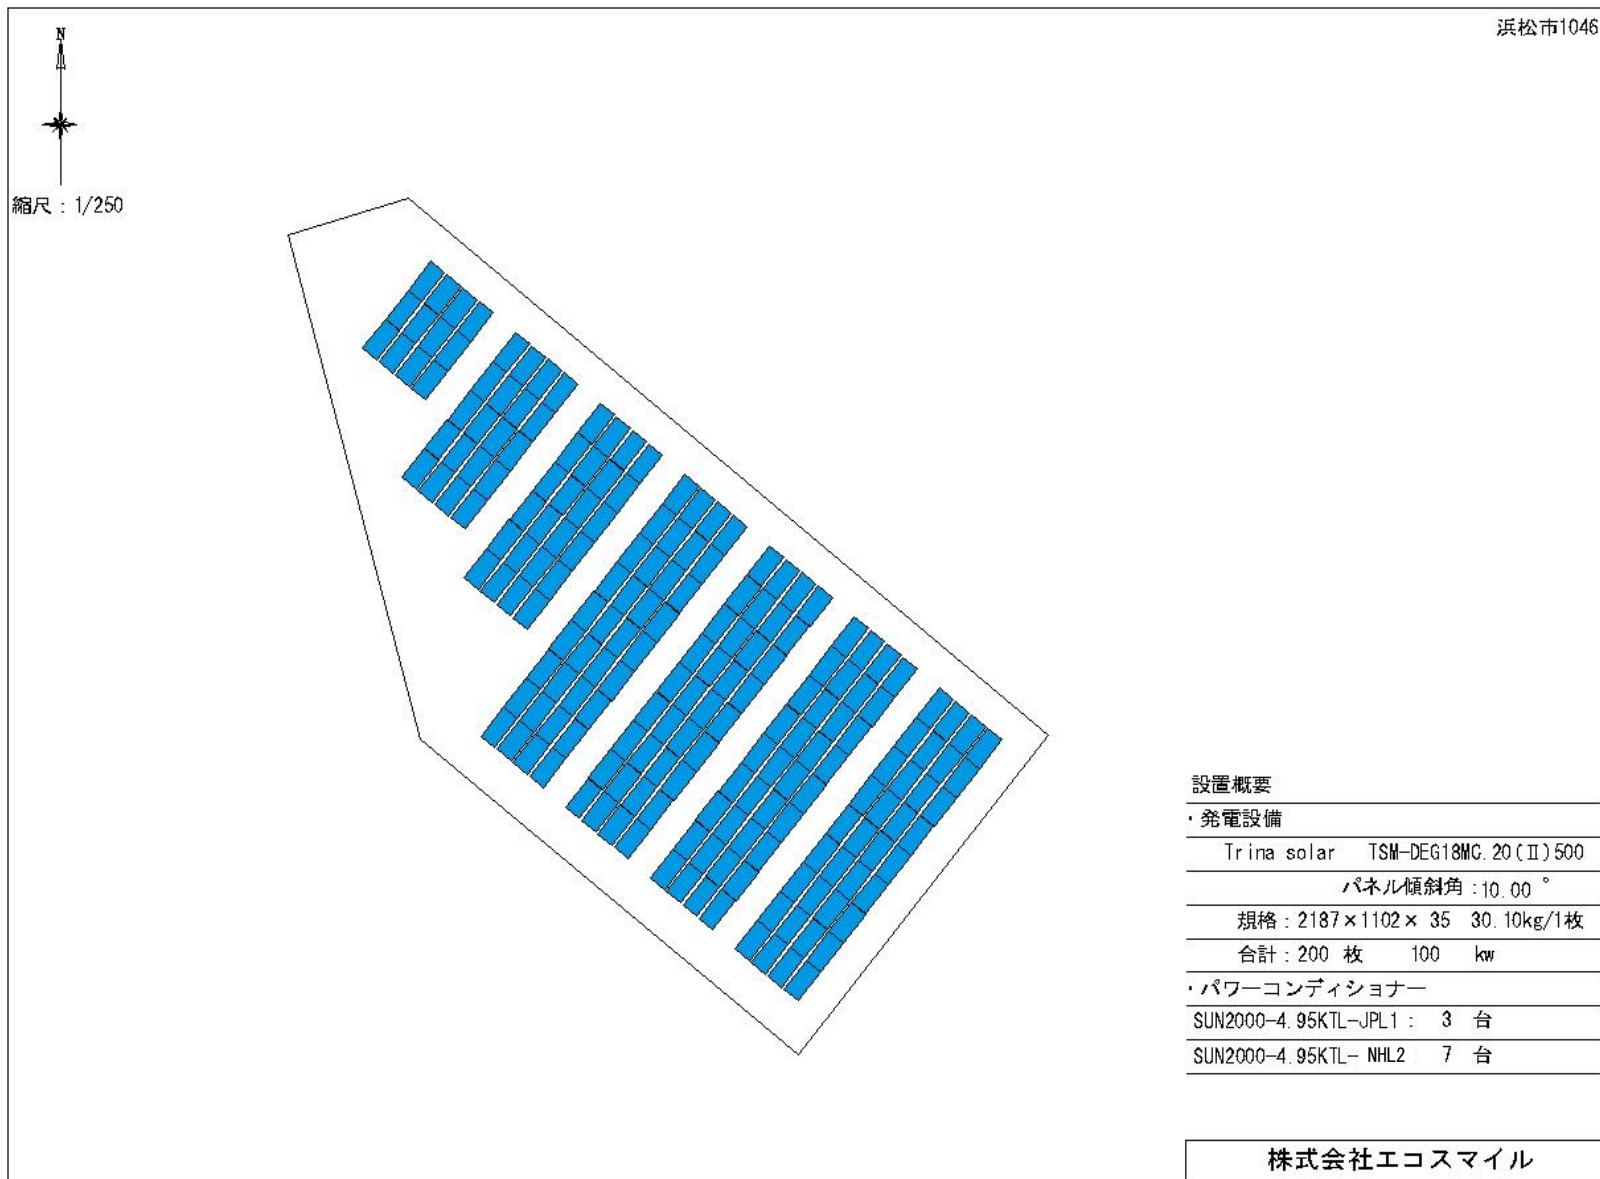 浜松市1046
N
縮尺：1/250
設置概要
・発電設備
Trina solar TSM-DEG18MC.20(Ⅱ)500
パネル傾斜角：10.00 °
規格：2187×1102× 35 30.10kg/1枚
合計：200 枚 100 kw
・パワーコンディショナー
SUN2000-4.95KTL-JPL1： 3 台
SUN2000-4.95KTL- NHL2 7 台
株式会社エコスマイル